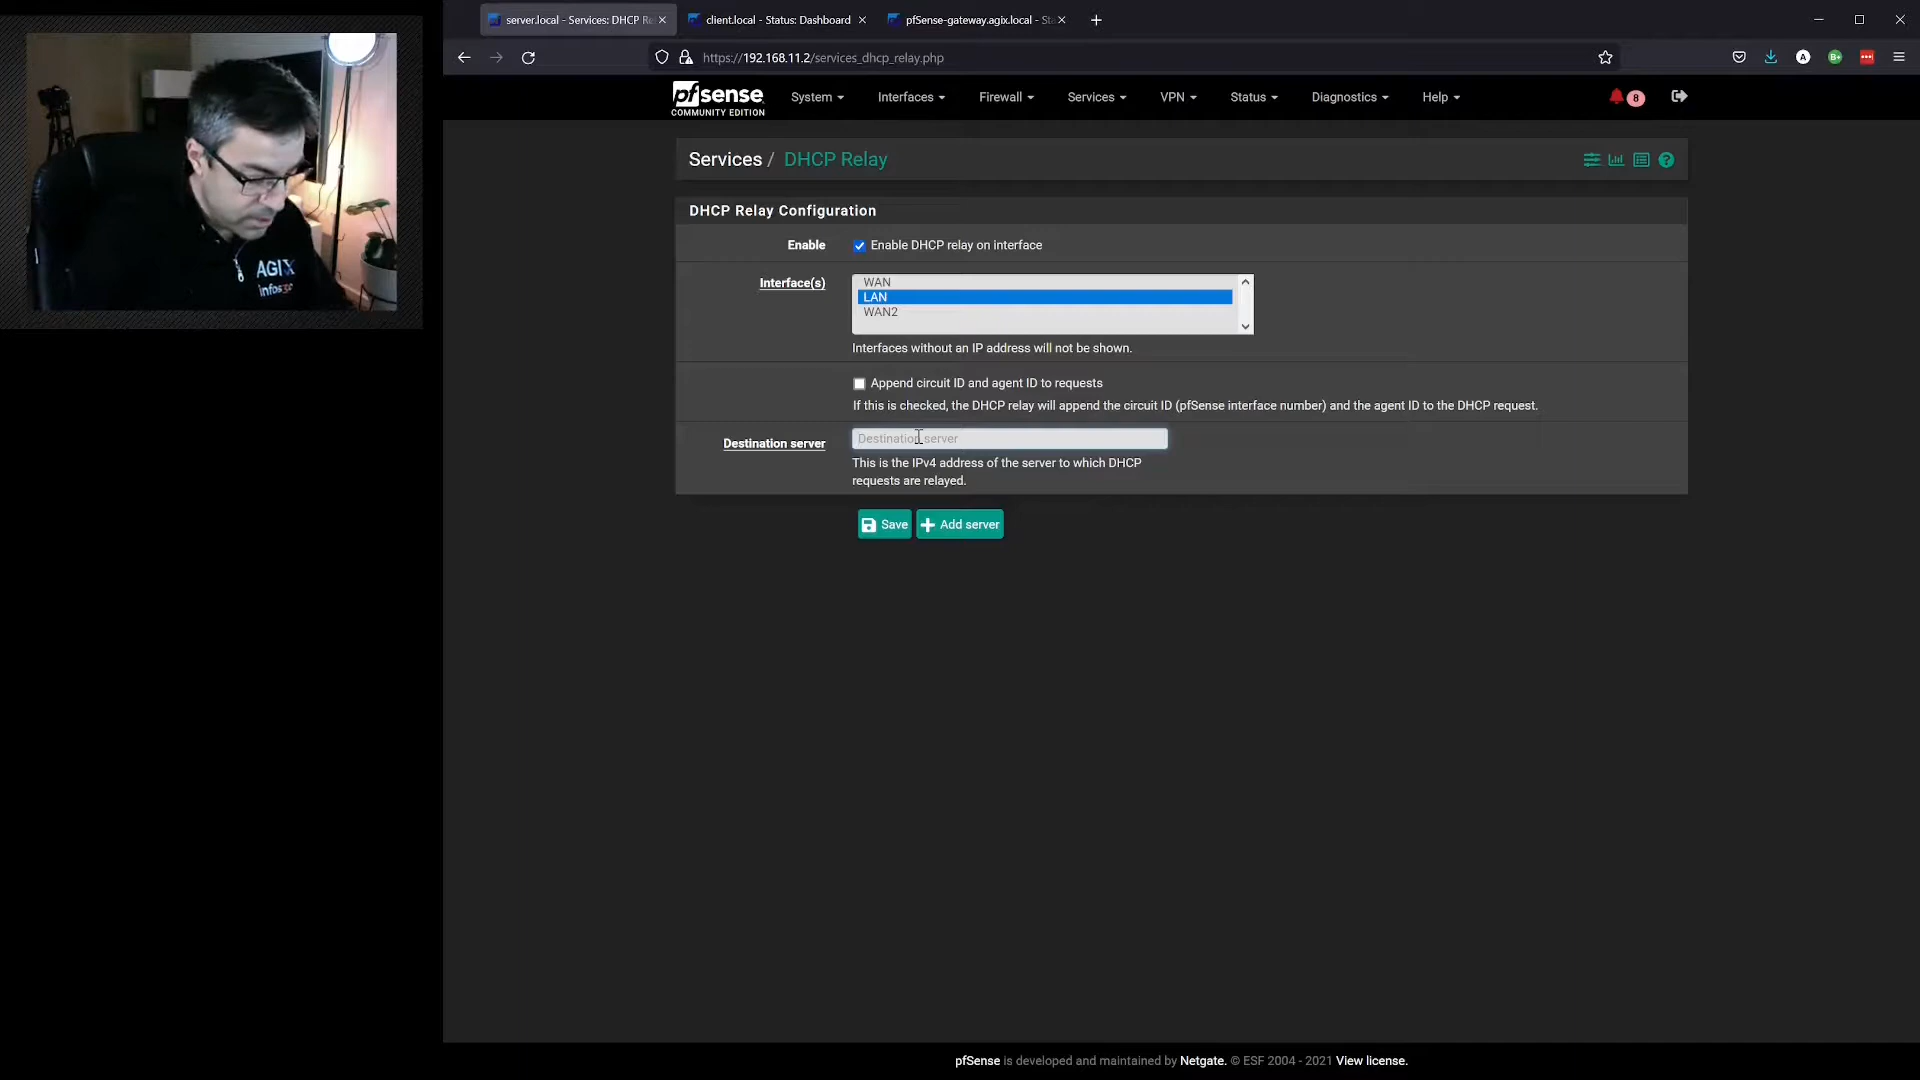 server.local - Services: DHCP Re
client.local - Status: Dashboard
pfSense-gateway.agix.local - Sta
https://192.168.11.2/services_dhcp_relay.php
pfsense
COMMUNITY EDITION
System
Interfaces
Firewall
Services
VPN
Status
Diagnostics
Help
8
Services / DHCP Relay
DHCP Relay Configuration
Enable
Enable DHCP relay on interface
Interface(s)
WAN
LAN
WAN2
Interfaces without an IP address will not be shown.
Append circuit ID and agent ID to requests
If this is checked, the DHCP relay will append the circuit ID (pfSense interface number) and the agent ID to the DHCP request.
Destination server
Destination server
This is the IPv4 address of the server to which DHCP
requests are relayed.
Save
Add server
pfSense is developed and maintained by Netgate. © ESF 2004 - 2021 View license.
AGIX